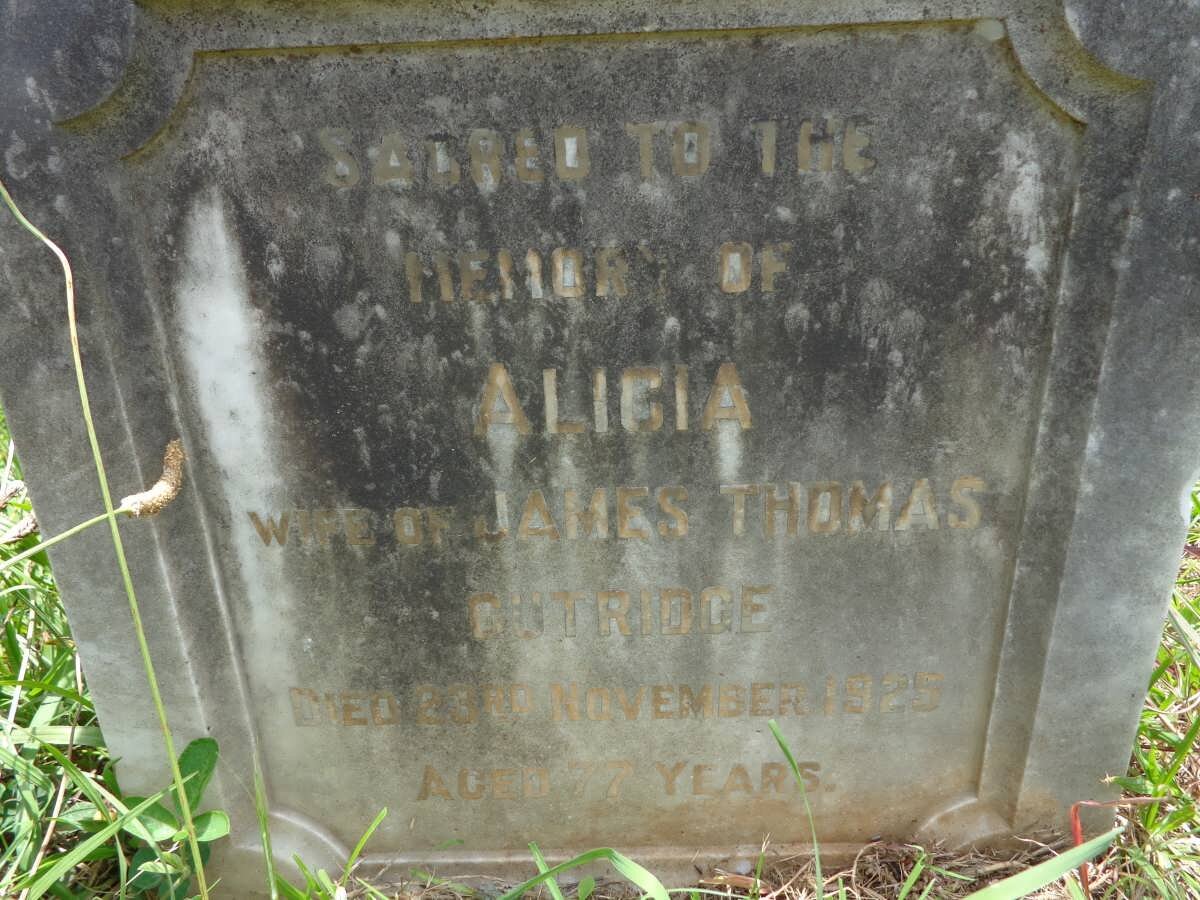 SACRED TO THE
MEMORY OF
ALICIA
WIFE OF JAMES THOMAS
GUTRIDGE
DIED 23RD NOVEMBER 1925
AGED 77 YEARS.